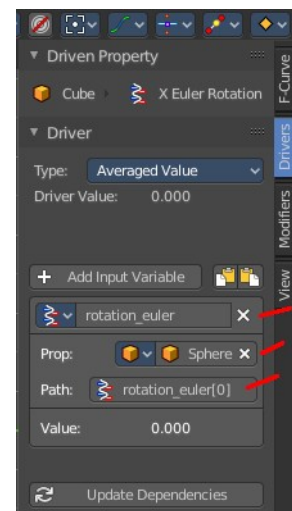 Driven Property
Cube X Euler Rotation
Driver
Type: Averaged Value
Driver Value: 0.000
Add Input Variable
rotation_euler
Prop: Sphere
Path: rotation_euler[0]
Value: 0.000
Update Dependencies
F-Curve
Drivers
Modifiers
View